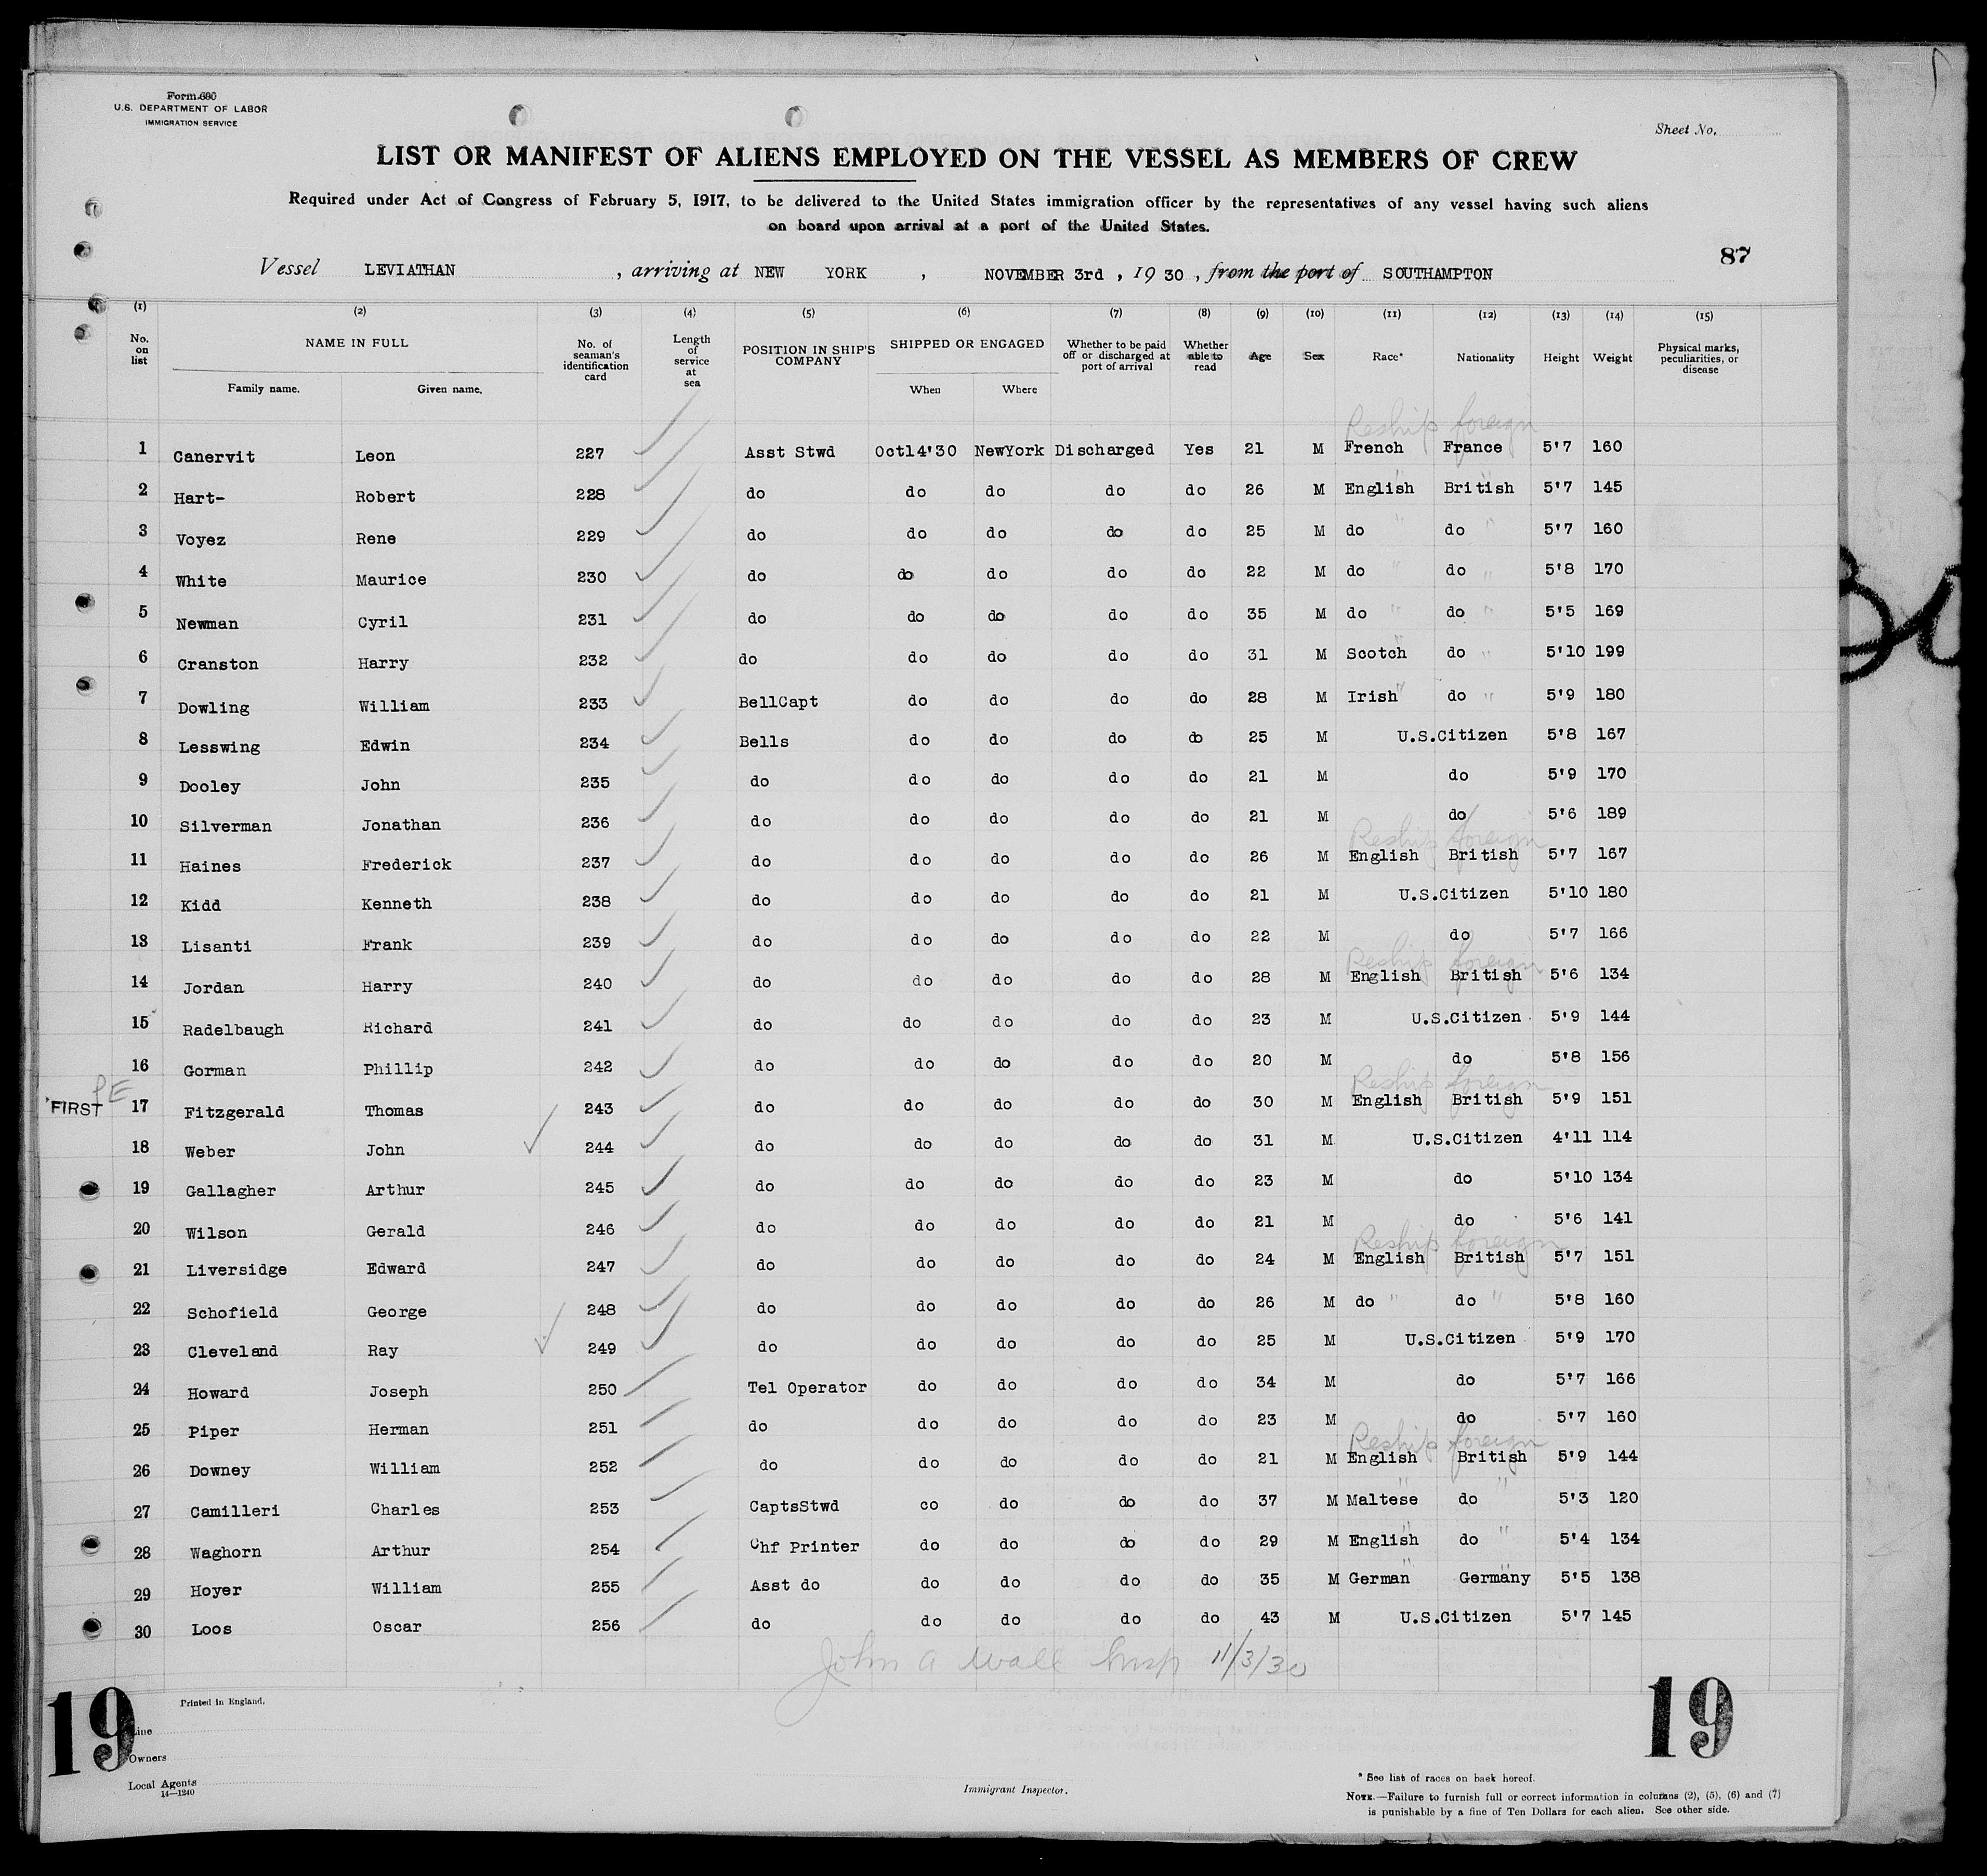 Form 680
U.S. DEPARTMENT OF LABOR
IMMIGRATION SERVICE
Sheet No.
LIST OR MANIFEST OF ALIENS EMPLOYED ON THE VESSEL AS MEMBERS OF CREW
Required under Act of Congress of February 5, 1917, to be delivered to the United States immigration officer by the representatives of any vessel having such aliens
on board upon arrival at a port of the United States.
87
Vessel LEVIATHAN , arriving at NEW YORK , NOVEMBER 3rd , 19 30 , from the port of SOUTHAMPTON
(1) (2) (3) (4) (5) (6) (7) (8) (9) (10) (11) (12) (13) (14) (15)
No. on list NAME IN FULL Family name. Given name. No. of seaman's identification card Length of service at sea POSITION IN SHIP'S COMPANY SHIPPED OR ENGAGED When Where Whether to be paid off or discharged at port of arrival Whether able to read Age Sex Race* Nationality Height Weight Physical marks, peculiarities, or disease
Reship foreign
1 Canervit Leon 227 Asst Stwd Oct14'30 NewYork Discharged Yes 21 M French France 5'7 160
2 Hart- Robert 228 do do do do do 26 M English " British " 5'7 145
3 Voyez Rene 229 do do do do do 25 M do " do " 5'7 160
4 White Maurice 230 do do do do do 22 M do " do " 5'8 170
5 Newman Cyril 231 do do do do do 35 M do " do " 5'5 169
6 Cranston Harry 232 do do do do do 31 M Scotch " do " 5'10 199
7 Dowling William 233 BellCapt do do do do 28 M Irish " do " 5'9 180
8 Lesswing Edwin 234 Bells do do do do 25 M U.S.Citizen 5'8 167
9 Dooley John 235 do do do do do 21 M do 5'9 170
10 Silverman Jonathan 236 do do do do do 21 M do 5'6 189
Reship foreign
11 Haines Frederick 237 do do do do do 26 M English British 5'7 167
12 Kidd Kenneth 238 do do do do do 21 M U.S.Citizen 5'10 180
13 Lisanti Frank 239 do do do do do 22 M do 5'7 166
Reship foreign
14 Jordan Harry 240 do do do do do 28 M English British 5'6 134
15 Radelbaugh Richard 241 do do do do do 23 M U.S.Citizen 5'9 144
16 Gorman Phillip 242 do do do do do 20 M do 5'8 156
PE Reship foreign
FIRST 17 Fitzgerald Thomas 243 do do do do do 30 M English British 5'9 151
18 Weber John 244 do do do do do 31 M U.S.Citizen 4'11 114
19 Gallagher Arthur 245 do do do do do 23 M do 5'10 134
20 Wilson Gerald 246 do do do do do 21 M do 5'6 141
Reship foreign
21 Liversidge Edward 247 do do do do do 24 M English British 5'7 151
22 Schofield George 248 do do do do do 26 M do " do " 5'8 160
23 Cleveland Ray 249 do do do do do 25 M U.S.Citizen 5'9 170
24 Howard Joseph 250 Tel Operator do do do do 34 M do 5'7 166
25 Piper Herman 251 do do do do do 23 M do 5'7 160
Reship foreign
26 Downey William 252 do do do do do 21 M English British 5'9 144
27 Camilleri Charles 253 CaptsStwd co do do do 37 M Maltese " do " 5'3 120
28 Waghorn Arthur 254 Chf Printer do do do do 29 M English " do " 5'4 134
29 Hoyer William 255 Asst do do do do do 35 M German " Germany " 5'5 138
30 Loos Oscar 256 do do do do do 43 M U.S.Citizen 5'7 145
John A Wall Insp 11/3/30
19 19
Printed in England.
Line
Owners
Local Agents
14—1240
Immigrant Inspector.
* See list of races on back hereof.
NOTE.—Failure to furnish full or correct information in columns (2), (5), (6) and (7)
is punishable by a fine of Ten Dollars for each alien. See other side.